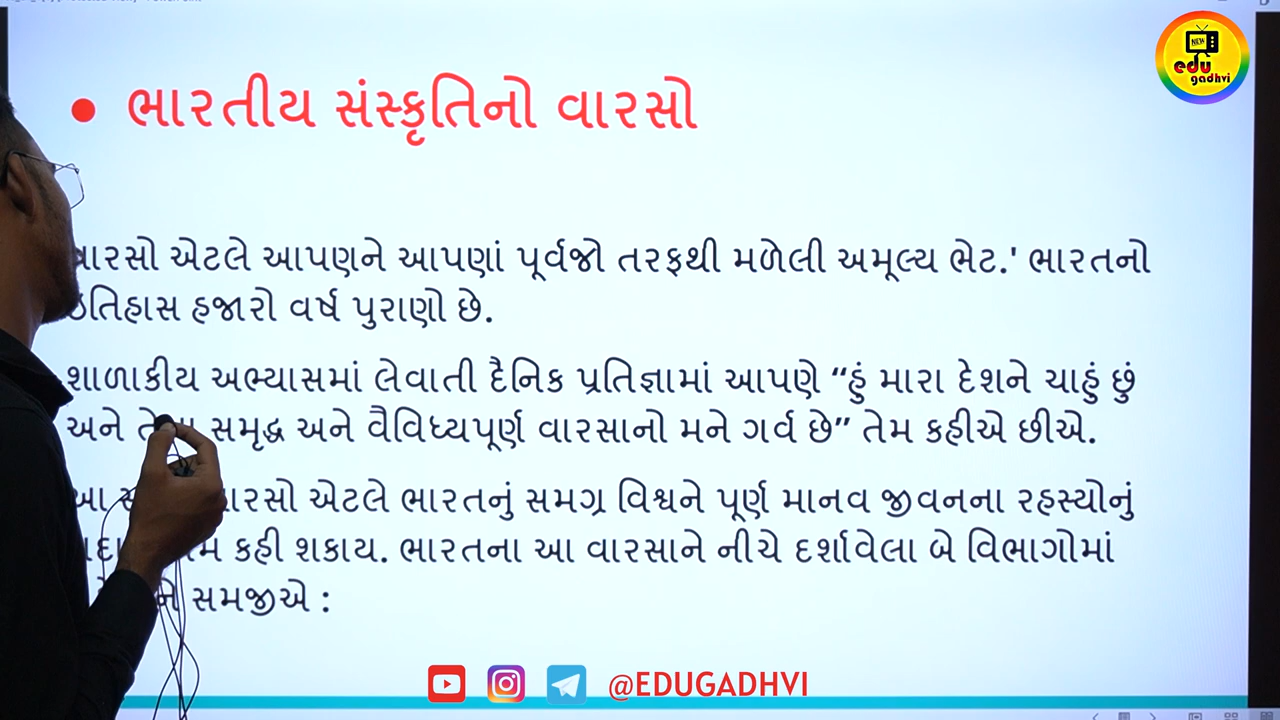 ● ભારતીય સંસ્કૃતિનો વારસો
NEW
edu
gadhvi
વારસો એટલે આપણને આપણાં પૂર્વજો તરફથી મળેલી અમૂલ્ય ભેટ.' ભારતનો
ઇતિહાસ હજારો વર્ષ પુરાણો છે.
શાળાકીય અભ્યાસમાં લેવાતી દૈનિક પ્રતિજ્ઞામાં આપણે “હું મારા દેશને ચાહું છું
અને સમૃદ્ધ અને વૈવિધ્યપૂર્ણ વારસાનો મને ગર્વ છે” તેમ કહીએ છીએ.
આ વારસો એટલે ભારતનું સમગ્ર વિશ્વને પૂર્ણ માનવ જીવનના રહસ્યોનું
કહી શકાય. ભારતના આ વારસાને નીચે દર્શાવેલા બે વિભાગોમાં
સમજીએ :
@EDUGADHVI